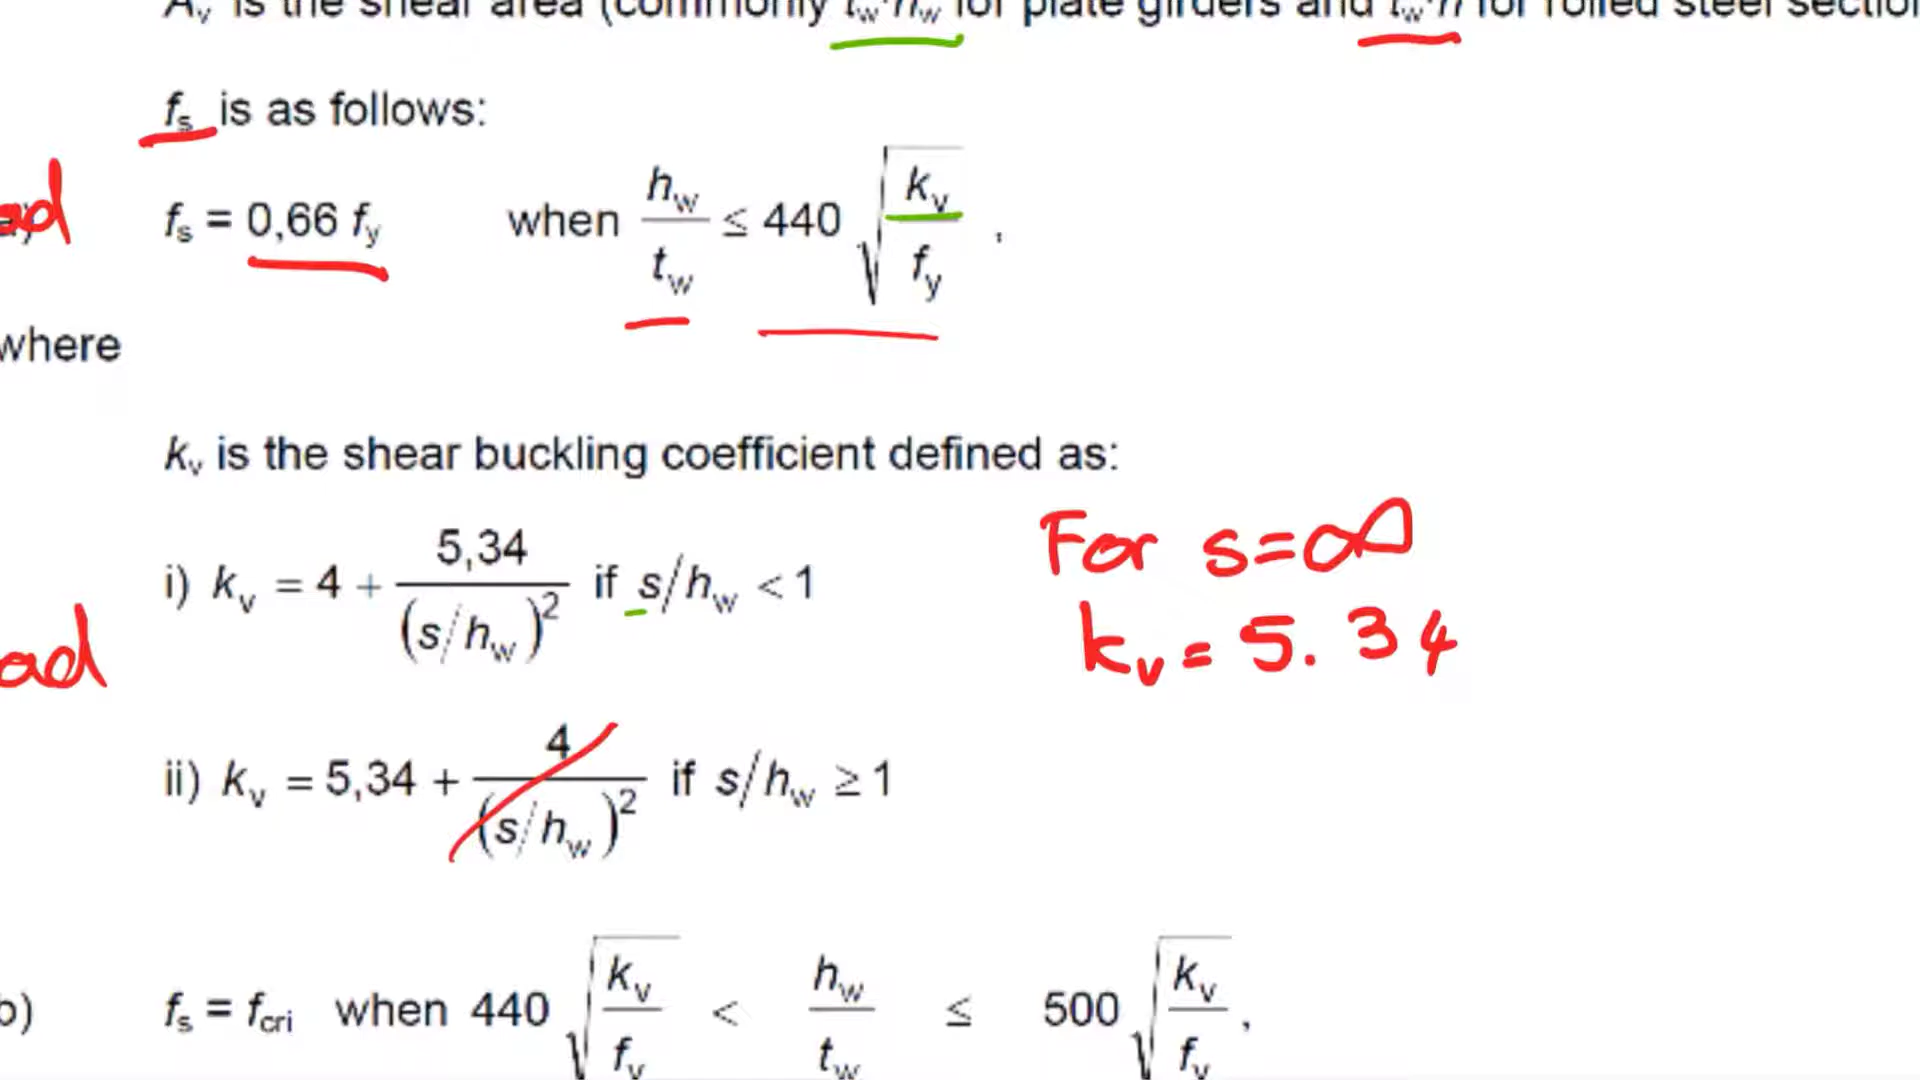 Av is the shear area (commonly tw·hw for plate girders and tw·h for rolled steel section
fs is as follows:
fs = 0,66 fy when hw/tw ≤ 440 √(kv/fy) ,
where
kv is the shear buckling coefficient defined as:
i) kv = 4 + 5,34/(s/hw)² if s/hw < 1
For s=∞
kv = 5.34
ad
ii) kv = 5,34 + 4/(s/hw)² if s/hw ≥ 1
b) fs = fcri when 440 √(kv/fy) < hw/tw ≤ 500 √(kv/fy) ,